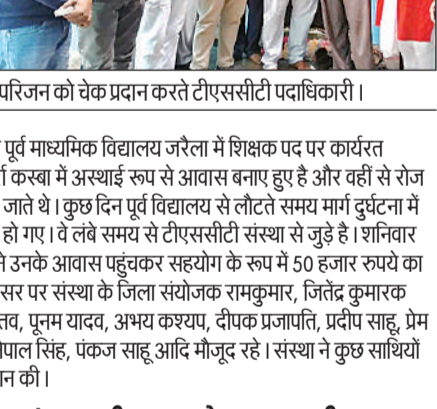 परिजन को चेक प्रदान करते टीएससीटी पदाधिकारी ।
पूर्व माध्यमिक विद्यालय जरैला में शिक्षक पद पर कार्यरत
कस्बा में अस्थाई रूप से आवास बनाए हुए है और वहीं से रोज
जाते थे । कुछ दिन पूर्व विद्यालय से लौटते समय मार्ग दुर्घटना में
हो गए । वे लंबे समय से टीएससीटी संस्था से जुड़े है । शनिवार
उनके आवास पहुंचकर सहयोग के रूप में 50 हजार रुपये का
सर पर संस्था के जिला संयोजक रामकुमार, जितेंद्र कुमारक
तव, पूनम यादव, अभय कश्यप, दीपक प्रजापति, प्रदीप साहू, प्रेम
पाल सिंह, पंकज साहू आदि मौजूद रहे । संस्था ने कुछ साथियों
न की ।